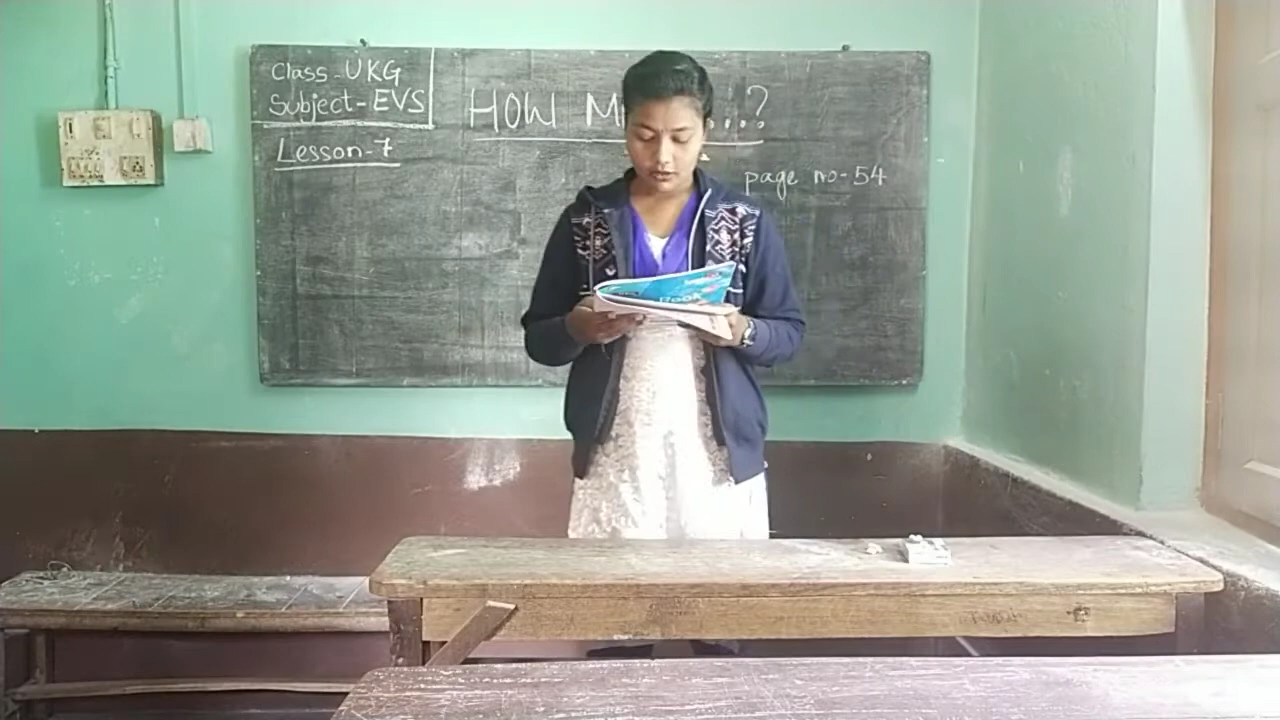 Class-UKG
Subject-EVS
Lesson-7
HOW M...?
page no-54